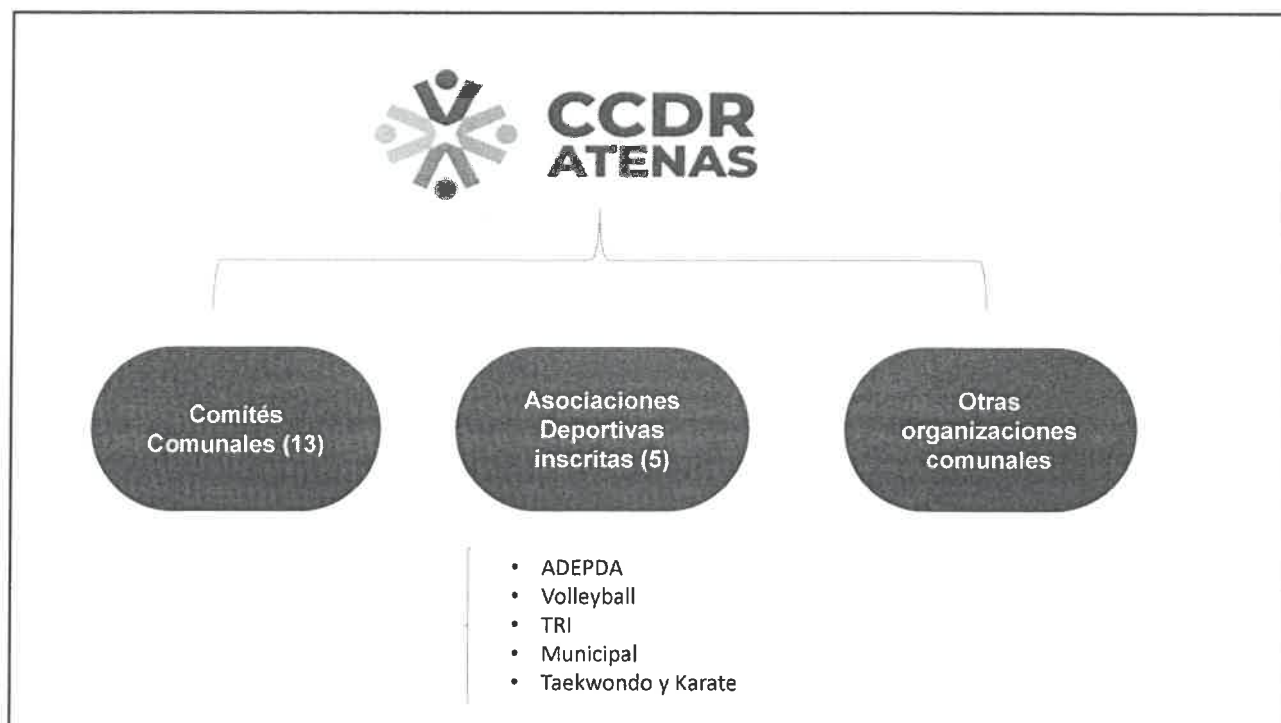 CCDR
ATENAS
Comités
Comunales (13)
Asociaciones
Deportivas
inscritas (5)
Otras
organizaciones
comunales
• ADEPDA
• Volleyball
• TRI
• Municipal
• Taekwondo y Karate